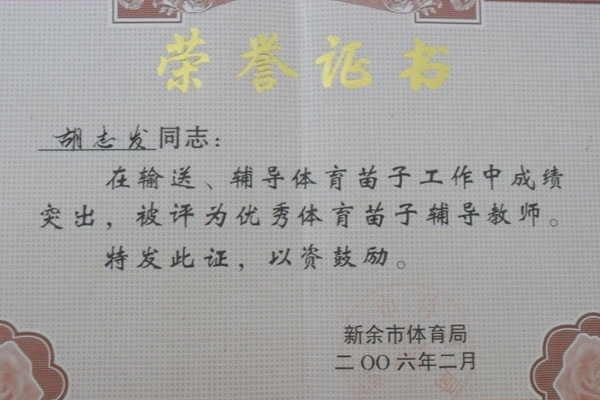 荣誉证书
胡志发同志：
在输送、辅导体育苗子工作中成绩
突出，被评为优秀体育苗子辅导教师。
特发此证，以资鼓励。
新余市体育局
二〇〇六年二月